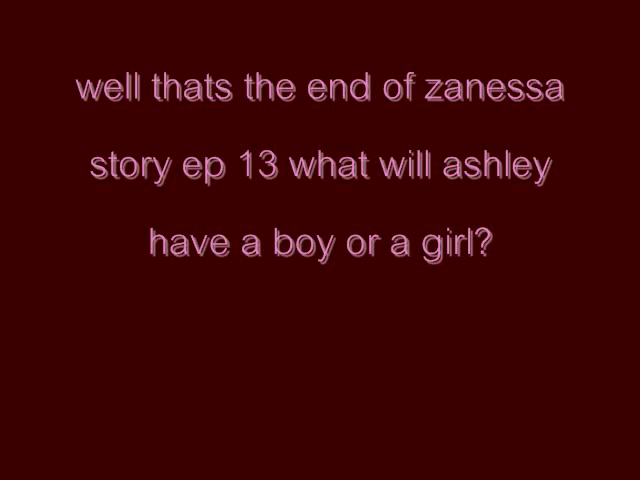 well thats the end of zanessa
story ep 13 what will ashley
have a boy or a girl?